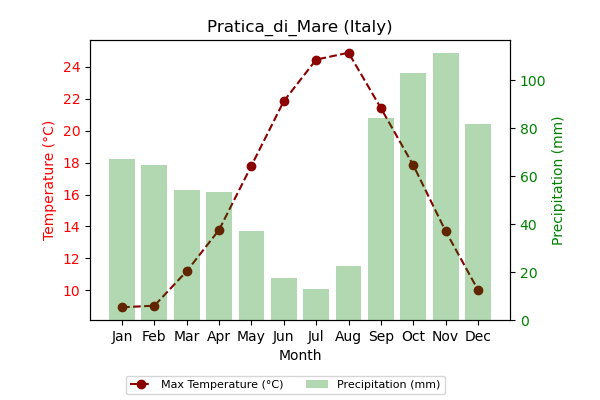 Pratica_di_Mare (Italy)
24
22
20
18
16
14
12
10
Temperature (°C)
100
80
60
40
20
0
Precipitation (mm)
Jan Feb Mar Apr May Jun Jul Aug Sep Oct Nov Dec
Month
Max Temperature (°C) Precipitation (mm)